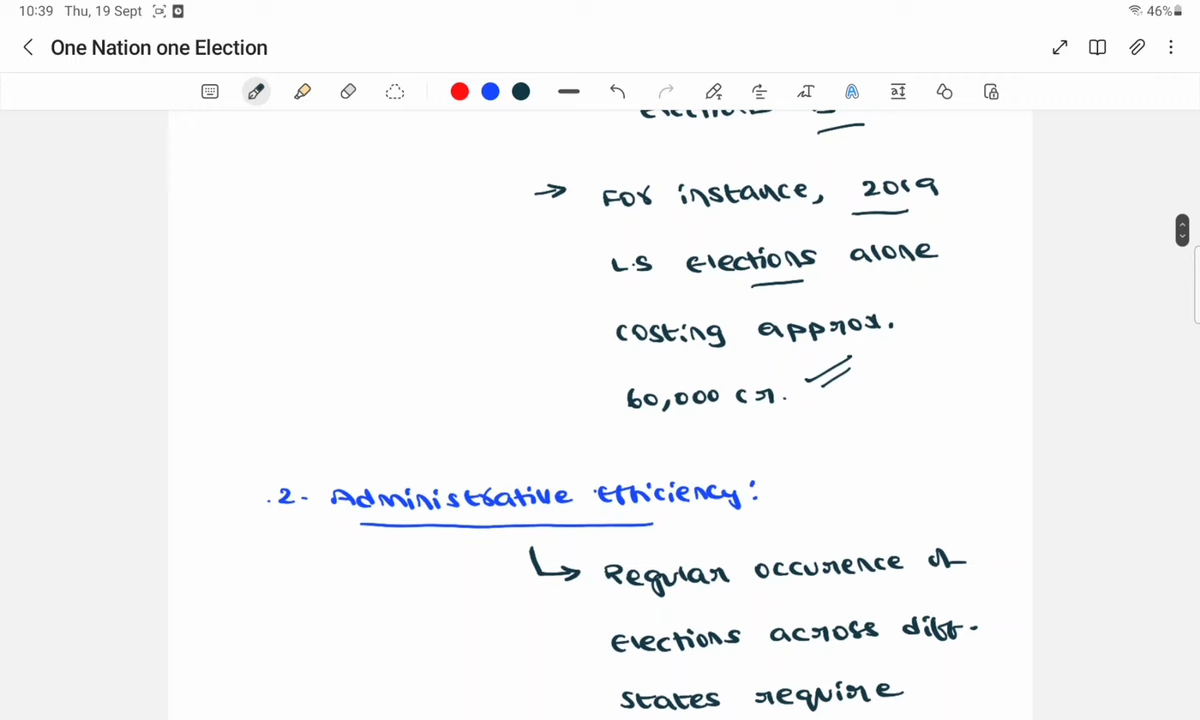 10:39 Thu, 19 Sept 46%
One Nation one Election
→ For instance, 2019
L.S elections alone
costing approx.
60,000 cr.
2. Administrative Efficiency:
↳ Regular occurence of
Elections across diff.
states require